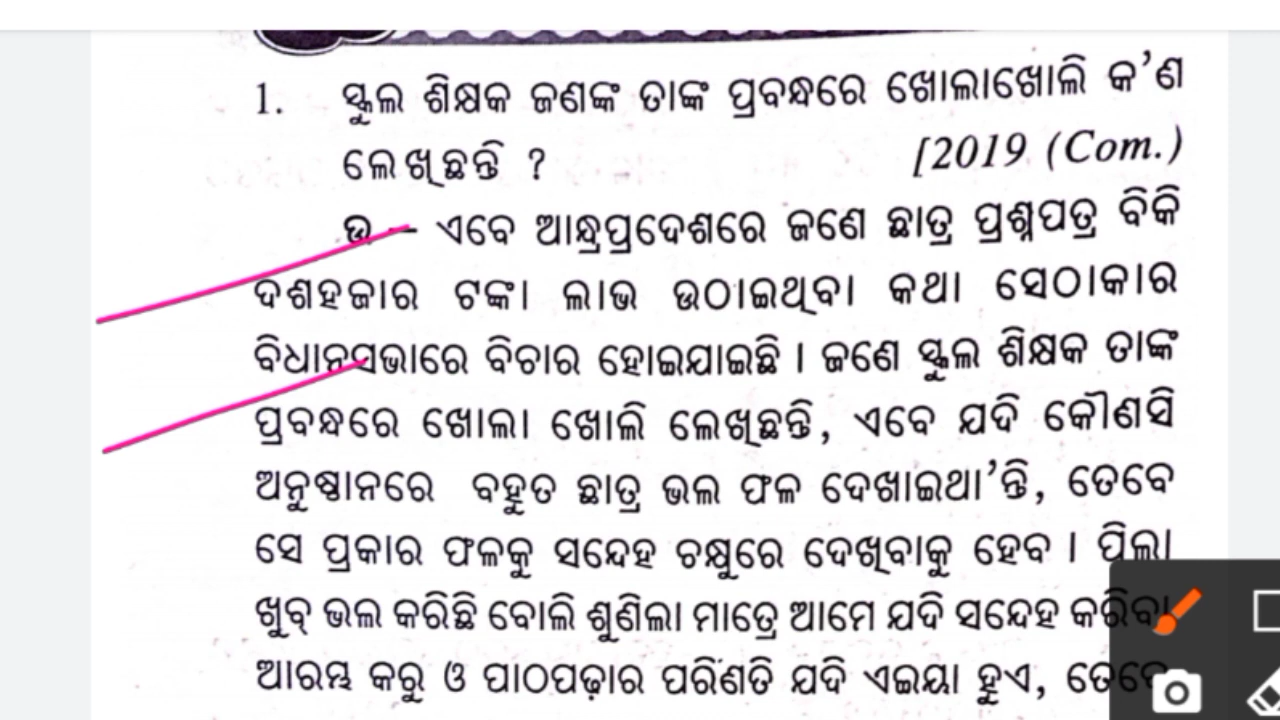 1. ସ୍କୁଲ ଶିକ୍ଷକ ଜଣଙ୍କ ତାଙ୍କ ପ୍ରବନ୍ଧରେ ଖୋଲାଖୋଲି କ'ଣ
ଲେଖିଛନ୍ତି ? [2019 (Com.)
ଉ – ଏବେ ଆନ୍ଧ୍ରପ୍ରଦେଶରେ ଜଣେ ଛାତ୍ର ପ୍ରଶ୍ନପତ୍ର ବିକି
ଦଶହଜାର ଟଙ୍କା ଲାଭ ଉଠାଇଥିବା କଥା ସେଠାକାର
ବିଧାନସଭାରେ ବିଚାର ହୋଇଯାଇଛି । ଜଣେ ସ୍କୁଲ ଶିକ୍ଷକ ତାଙ୍କ
ପ୍ରବନ୍ଧରେ ଖୋଲା ଖୋଲି ଲେଖିଛନ୍ତି, ଏବେ ଯଦି କୌଣସି
ଅନୁଷ୍ଠାନରେ ବହୁତ ଛାତ୍ର ଭଲ ଫଳ ଦେଖାଇଥା'ନ୍ତି, ତେବେ
ସେ ପ୍ରକାର ଫଳକୁ ସନ୍ଦେହ ଚକ୍ଷୁରେ ଦେଖିବାକୁ ହେବ । ପିଲା
ଖୁବ୍ ଭଲ କରିଛି ବୋଲି ଶୁଣିଲା ମାତ୍ରେ ଆମେ ଯଦି ସନ୍ଦେହ କରିବା
ଆରମ୍ଭ କରୁ ଓ ପାଠପଢ଼ାର ପରିଣତି ଯଦି ଏଇୟା ହୁଏ, ତେବେ